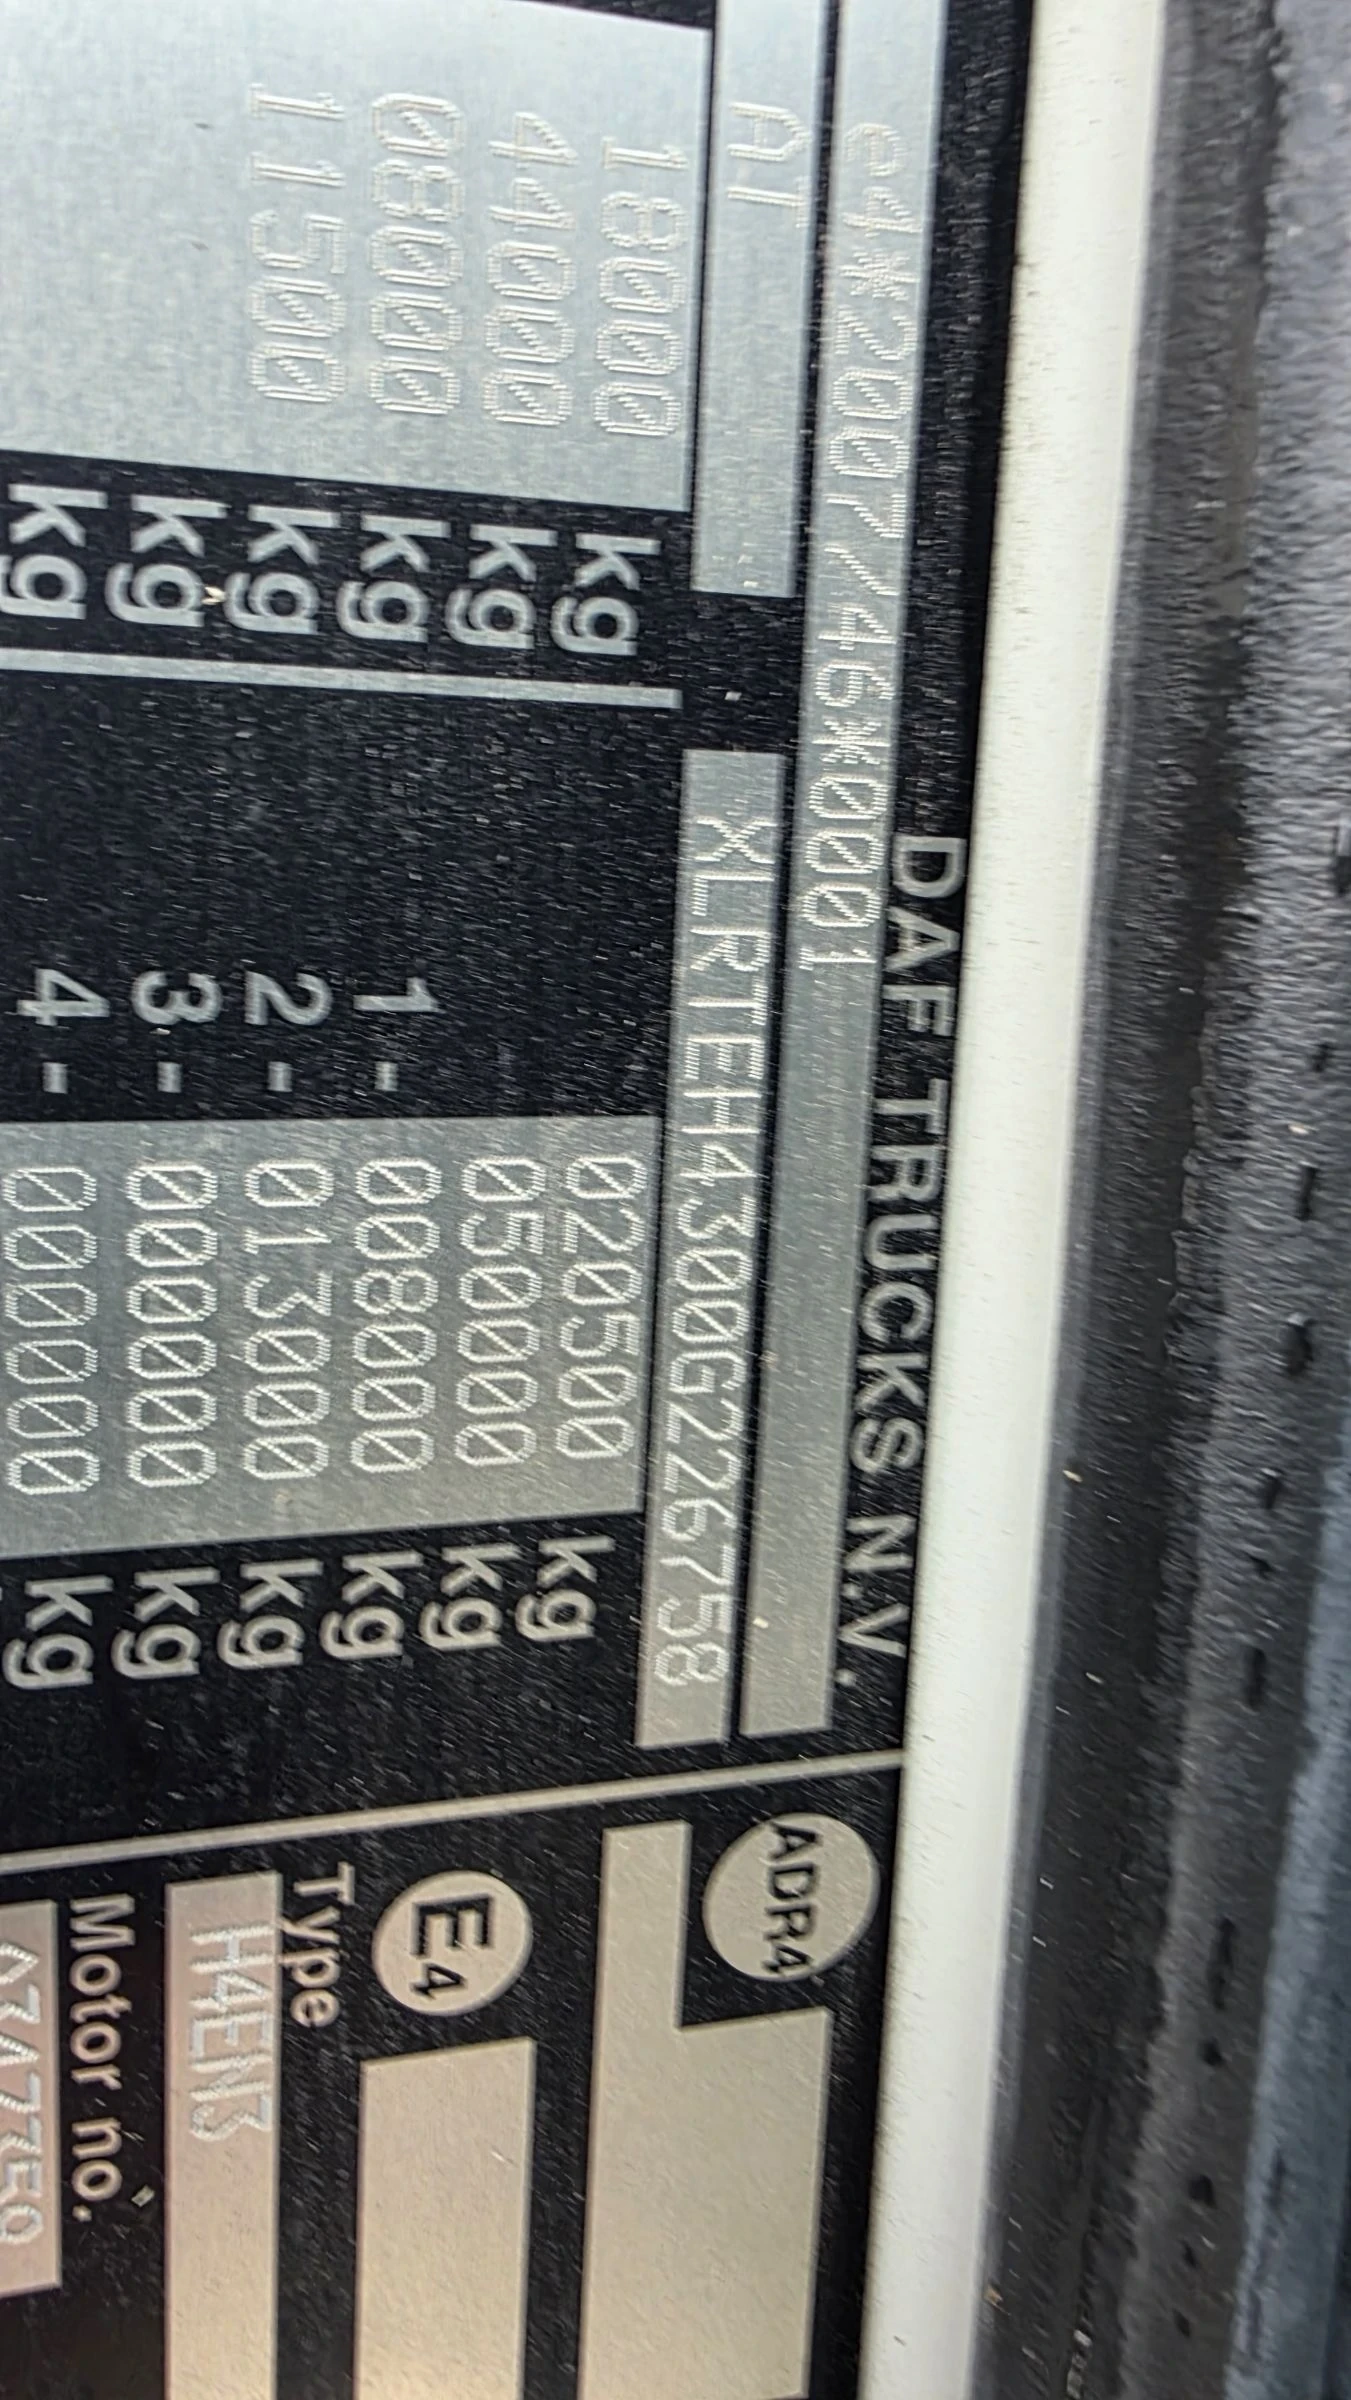 DAF TRUCKS N.V.
e4*2007/46*0001
AT XLRTEH4300G226758
18000 kg 020500 kg
44000 kg 050000 kg
08000 kg 1- 008000 kg
11500 kg 2- 013000 kg
kg 3- 000000 kg
kg 4- 000000 kg
ADR4
E4
Type
H4EN3
Motor no.